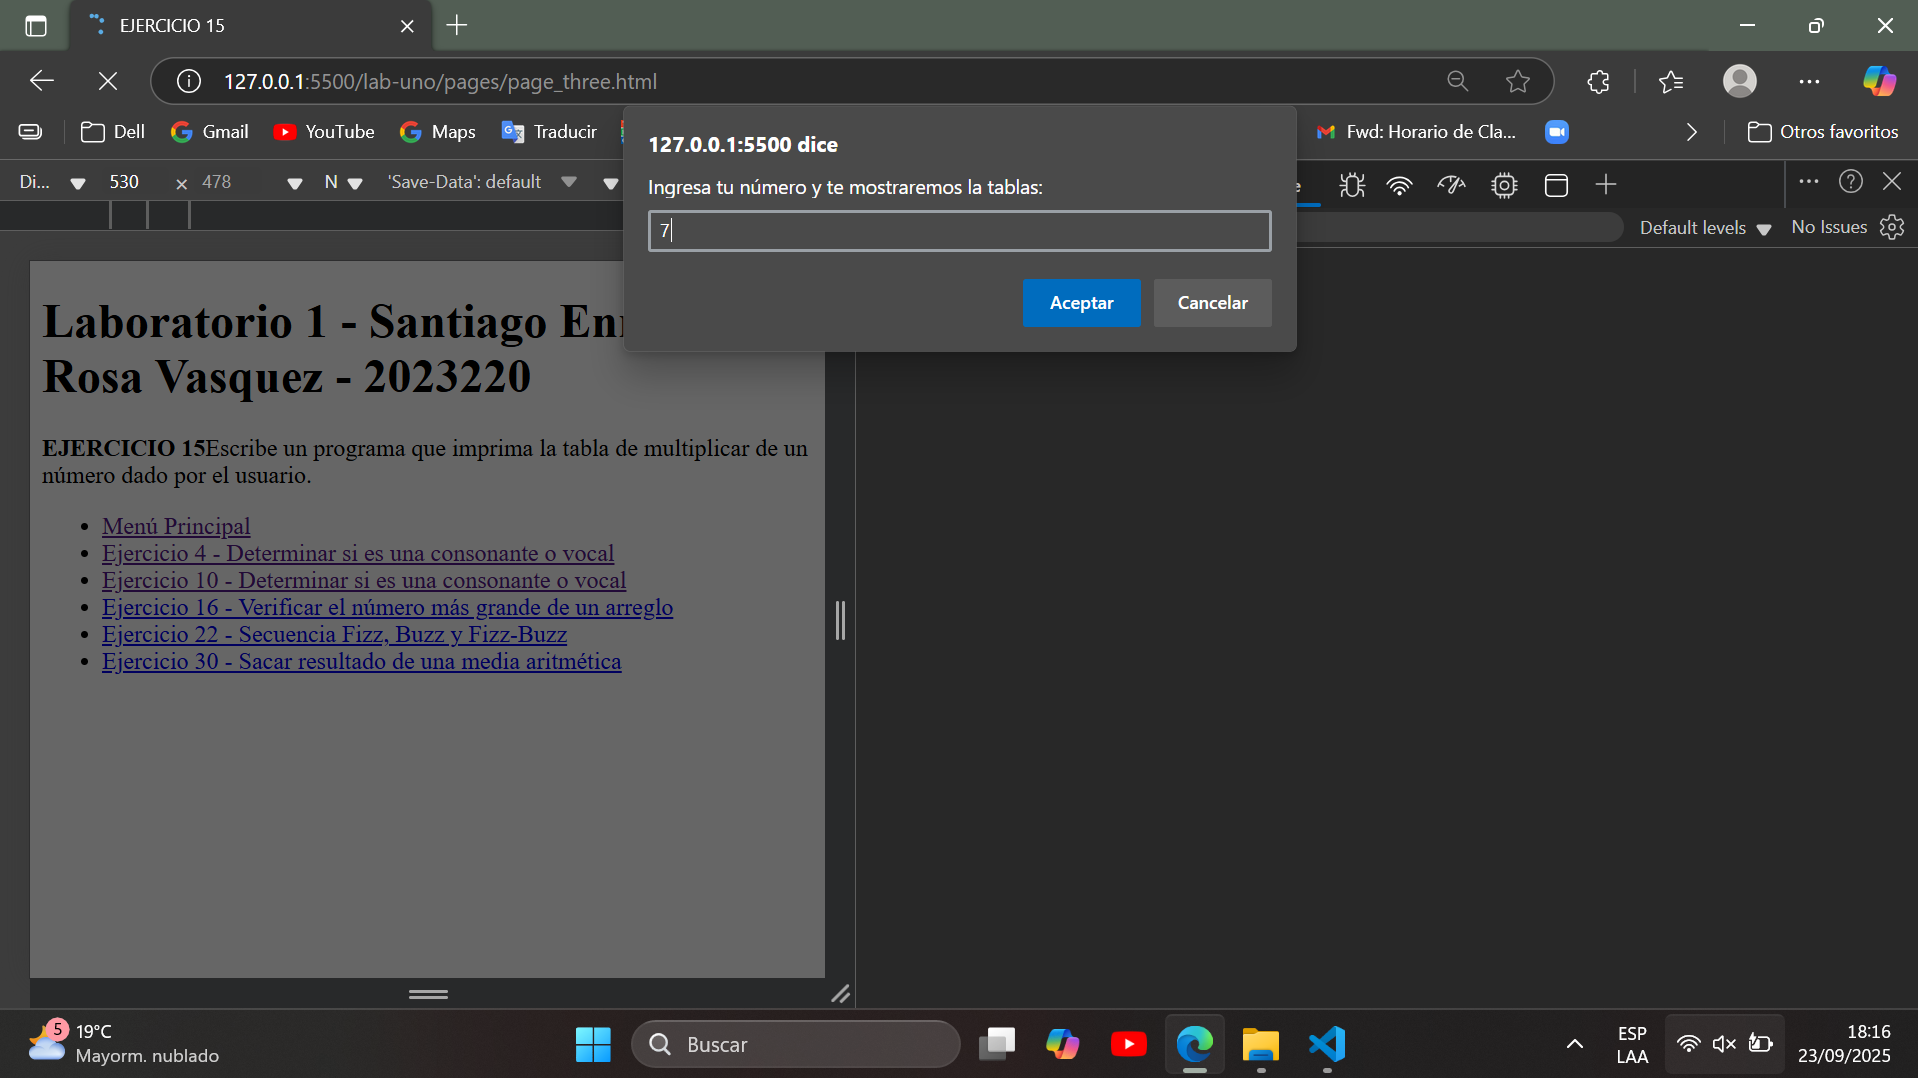 EJERCICIO 15
127.0.0.1:5500/lab-uno/pages/page_three.html
Dell
Gmail
YouTube
Maps
Traducir
Fwd: Horario de Cla...
Otros favoritos
Di...
530
×
478
N
'Save-Data': default
127.0.0.1:5500 dice
Ingresa tu número y te mostraremos la tablas:
7
Aceptar
Cancelar
Default levels
No Issues
Laboratorio 1 - Santiago
Rosa Vasquez - 2023220
EJERCICIO 15Escribe un programa que imprima la tabla de multiplicar de un
número dado por el usuario.
Menú Principal
Ejercicio 4 - Determinar si es una consonante o vocal
Ejercicio 10 - Determinar si es una consonante o vocal
Ejercicio 16 - Verificar el número más grande de un arreglo
Ejercicio 22 - Secuencia Fizz, Buzz y Fizz-Buzz
Ejercicio 30 - Sacar resultado de una media aritmética
5
19°C
Mayorm. nublado
Buscar
ESP
LAA
18:16
23/09/2025